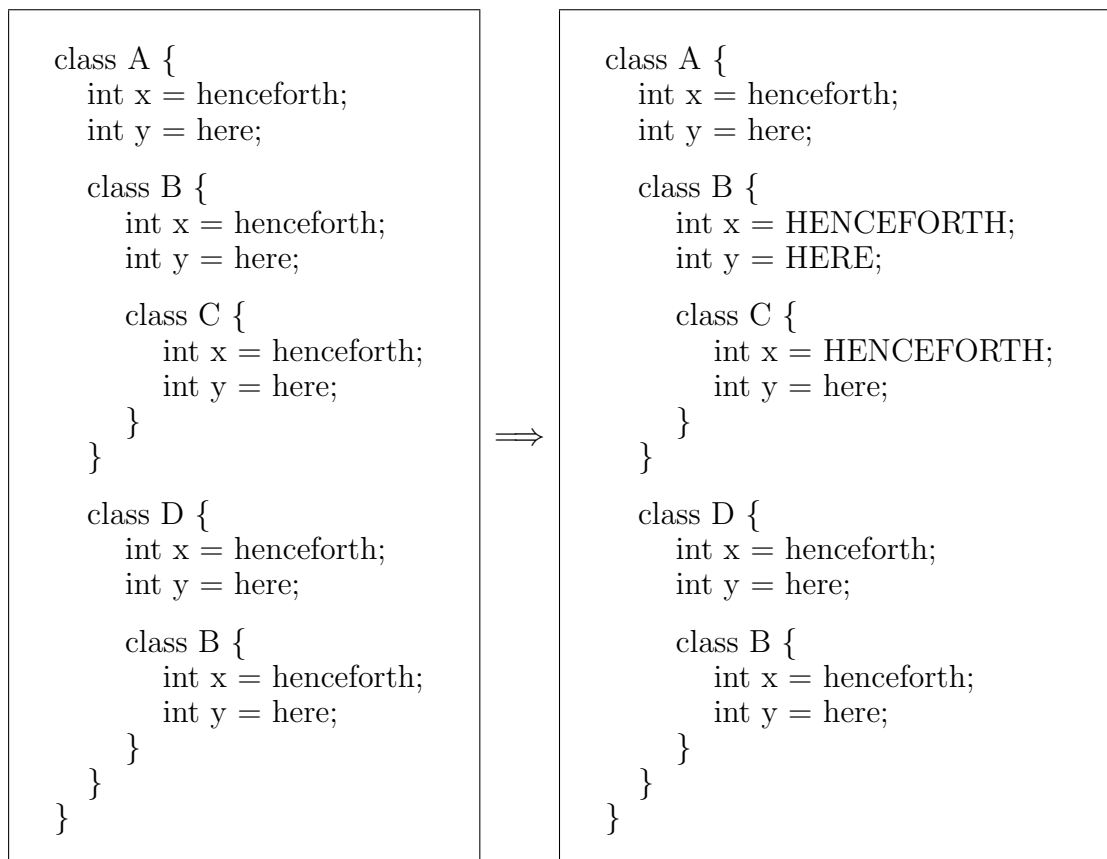 class A {
int x = henceforth;
int y = here;
class B {
int x = henceforth;
int y = here;
class C {
int x = henceforth;
int y = here;
}
}
class D {
int x = henceforth;
int y = here;
class B {
int x = henceforth;
int y = here;
}
}
}
⟹
class A {
int x = henceforth;
int y = here;
class B {
int x = HENCEFORTH;
int y = HERE;
class C {
int x = HENCEFORTH;
int y = here;
}
}
class D {
int x = henceforth;
int y = here;
class B {
int x = henceforth;
int y = here;
}
}
}